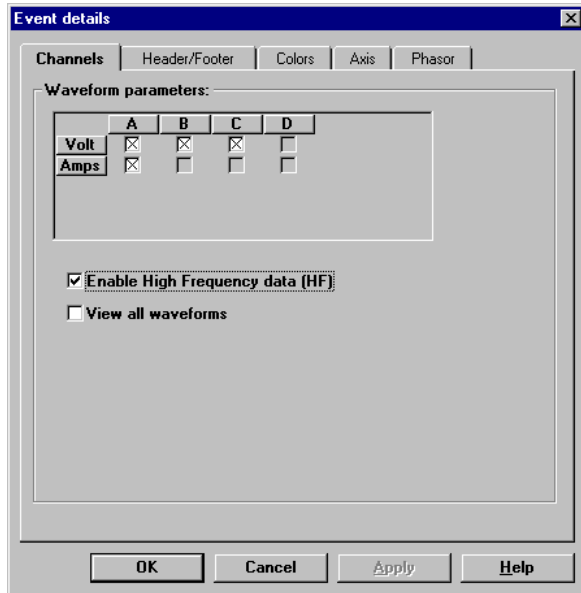 Event details
Channels Header/Footer Colors Axis Phasor
Waveform parameters:
A B C D
Volt
Amps
Enable High Frequency data (HF)
View all waveforms
OK Cancel Apply Help